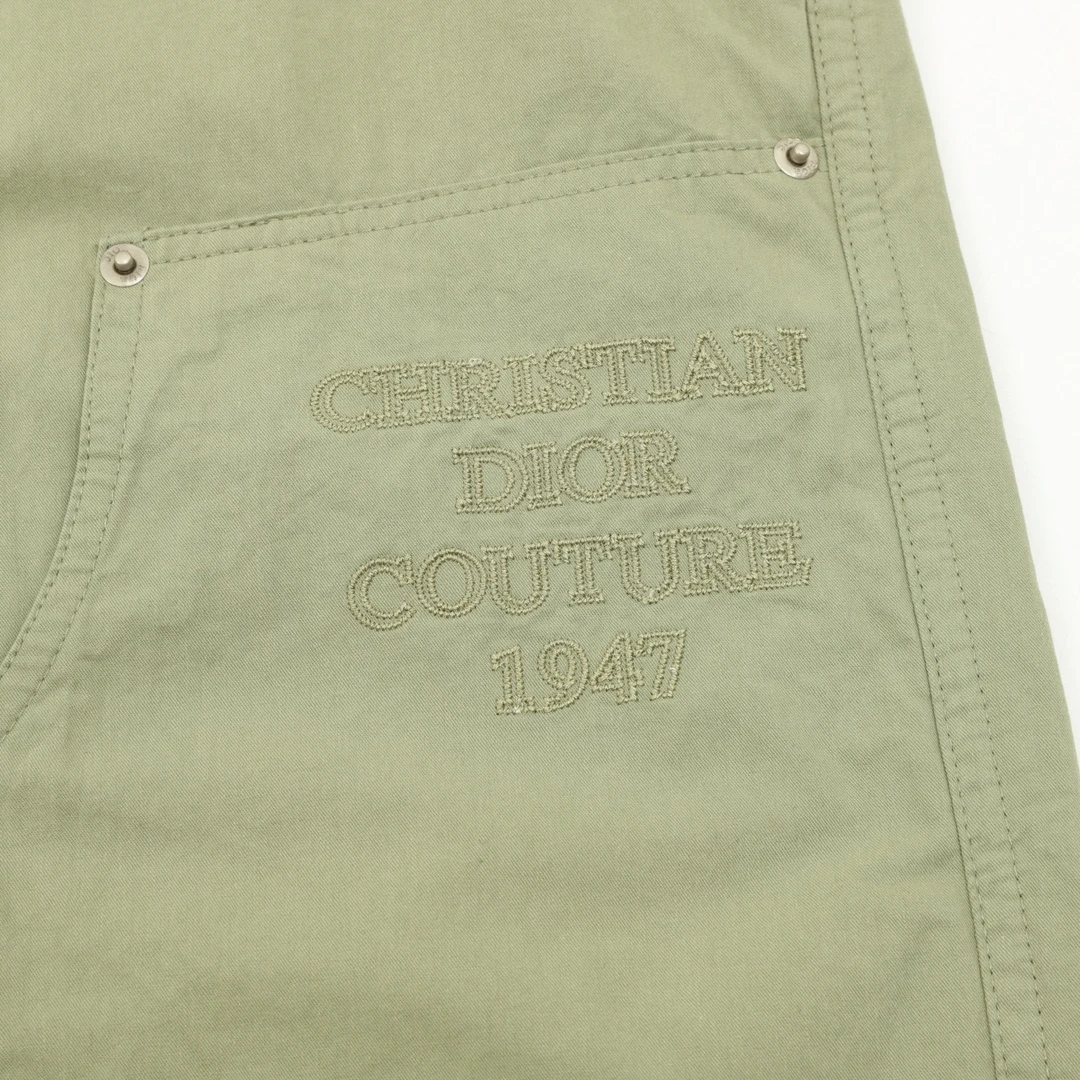 CHRISTIAN
DIOR
COUTURE
1947